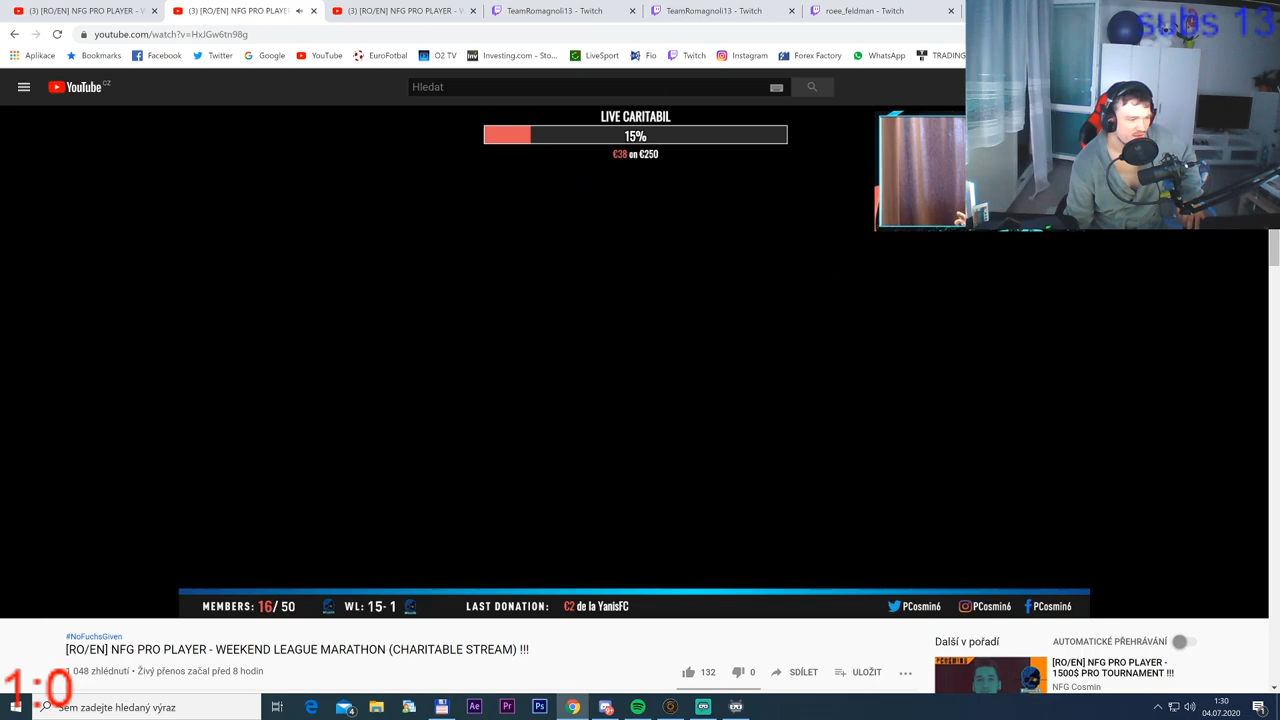 (3) [RO/EN] NFG PRO PLAYER - V
(3) [RO/EN] NFG PRO PLAYER
(3) [RO/EN] NFG PRO PLAYER - V
TeamRomagnoli13 - Twitch
TeamRomagnoli13 - Twitch
roee_feldman - Twitch
subs 13
youtube.com/watch?v=HxJGw6tn98g
Aplikace
Bookmarks
Facebook
Twitter
Google
YouTube
EuroFotbal
O2 TV
Investing.com - Sto...
LiveSport
Fio
Twitch
Instagram
Forex Factory
WhatsApp
TRADING
YouTube CZ
Hledat
LIVE CARITABIL
15%
€38 on €250
MEMBERS: 16/ 50
WL: 15- 1
LAST DONATION: €2 de la YanisFC
PCosmin6
PCosmin6
PCosmin6
#NoFuchsGiven
[RO/EN] NFG PRO PLAYER - WEEKEND LEAGUE MARATHON (CHARITABLE STREAM) !!!
1 048 zhlédnutí • Živý přenos začal před 8 hodin
132
0
SDÍLET
ULOŽIT
Další v pořadí
AUTOMATICKÉ PŘEHRÁVÁNÍ
[RO/EN] NFG PRO PLAYER -
1500$ PRO TOURNAMENT !!!
NFG Cosmin
PCOSMIN6
1:0
Sem zadejte hledaný výraz
1:30
04.07.2020